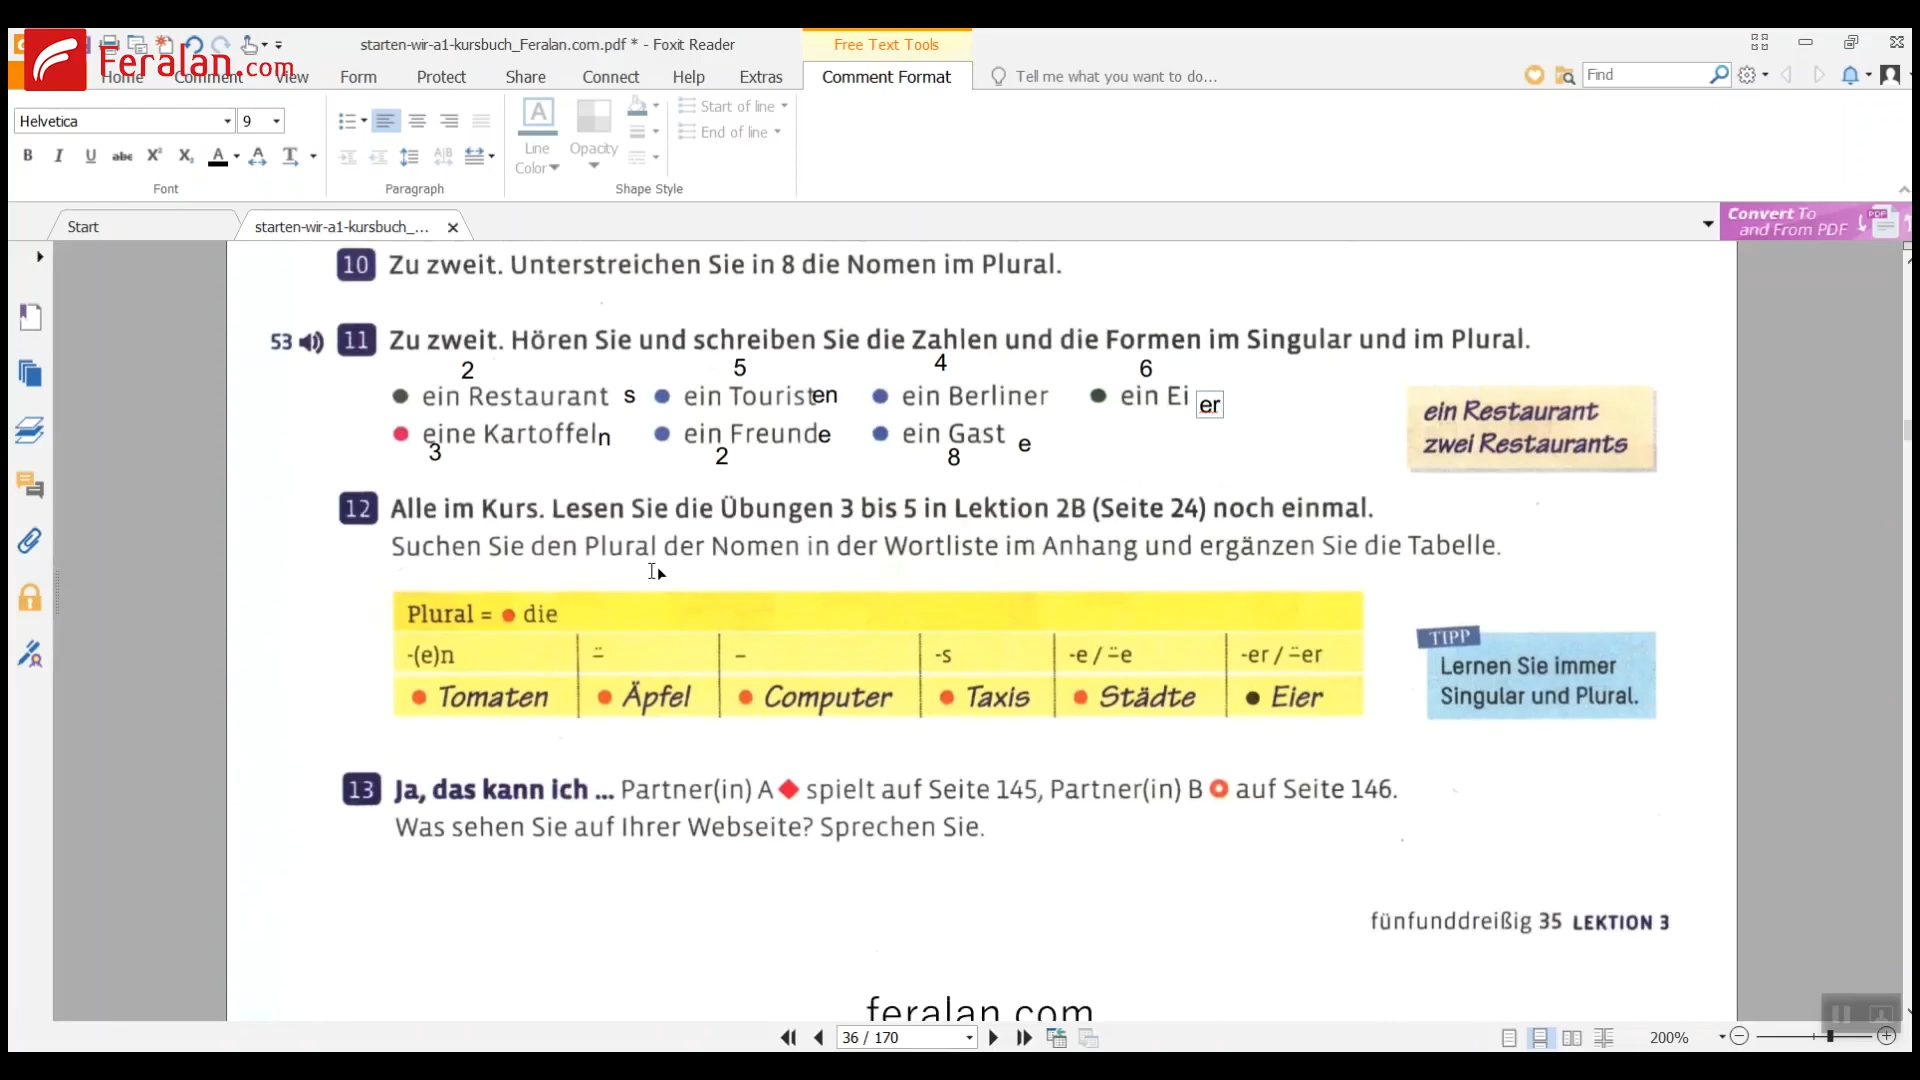 Feralan.com
starten-wir-a1-kursbuch_Feralan.com.pdf * - Foxit Reader
Free Text Tools
Home Comment View Form Protect Share Connect Help Extras Comment Format
Tell me what you want to do...
Find
Helvetica
9
Line Color
Opacity
Start of line
End of line
Font
Paragraph
Shape Style
Start
starten-wir-a1-kursbuch_...
Convert To
and From PDF
PDF
10 Zu zweit. Unterstreichen Sie in 8 die Nomen im Plural.
53 11 Zu zweit. Hören Sie und schreiben Sie die Zahlen und die Formen im Singular und im Plural.
2 5 4 6
ein Restaurant s ein Touristen ein Berliner ein Ei er
eine Kartoffeln ein Freunde ein Gast e
3 2 8
ein Restaurant
zwei Restaurants
12 Alle im Kurs. Lesen Sie die Übungen 3 bis 5 in Lektion 2B (Seite 24) noch einmal.
Suchen Sie den Plural der Nomen in der Wortliste im Anhang und ergänzen Sie die Tabelle.
Plural = die
-(e)n ¨- – -s -e / ¨-e -er / ¨-er
Tomaten Äpfel Computer Taxis Städte Eier
TIPP
Lernen Sie immer
Singular und Plural.
13 Ja, das kann ich ... Partner(in) A spielt auf Seite 145, Partner(in) B auf Seite 146.
Was sehen Sie auf Ihrer Webseite? Sprechen Sie.
fünfunddreißig 35 LEKTION 3
feralan.com
36 / 170
200%